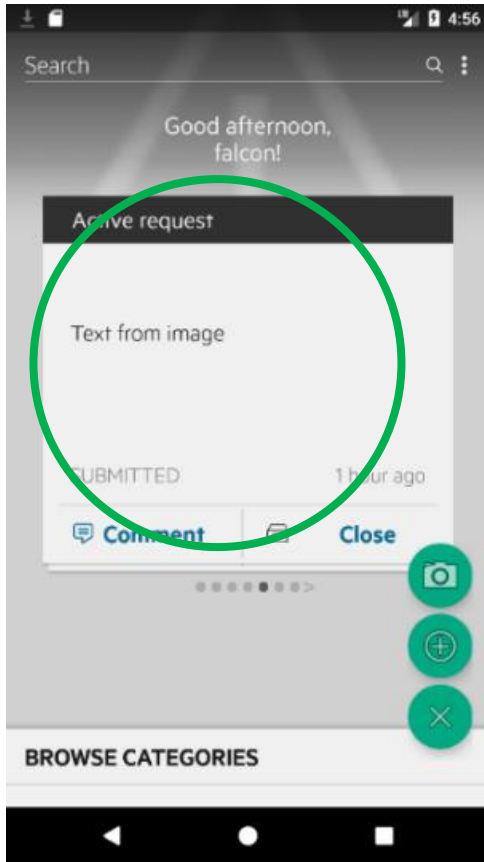 4:56
Search
Good afternoon,
falcon!
Active request
Text from image
SUBMITTED
1 hour ago
Comment
Close
BROWSE CATEGORIES